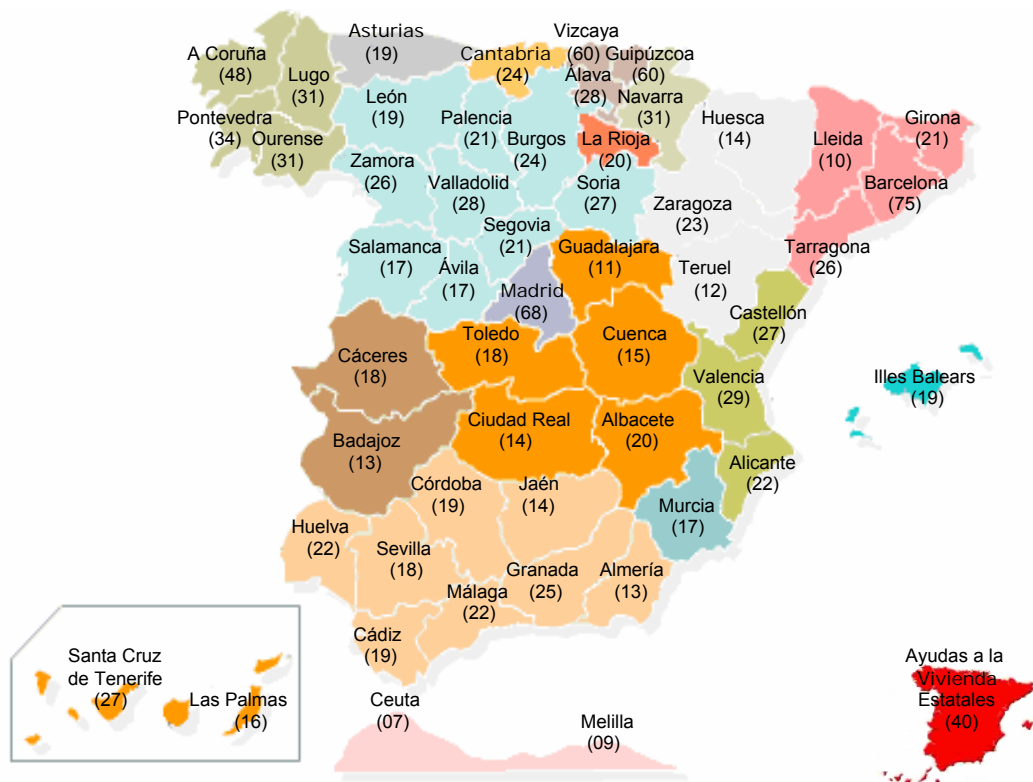 A Coruña
(48)
Lugo
(31)
Pontevedra
(34)
Ourense
(31)
Asturias
(19)
Cantabria
(24)
Vizcaya
(60)
Guipúzcoa
(60)
Álava
(28)
Navarra
(31)
La Rioja
(20)
León
(19)
Palencia
(21)
Burgos
(24)
Zamora
(26)
Valladolid
(28)
Soria
(27)
Segovia
(21)
Salamanca
(17)
Ávila
(17)
Huesca
(14)
Zaragoza
(23)
Teruel
(12)
Lleida
(10)
Girona
(21)
Barcelona
(75)
Tarragona
(26)
Madrid
(68)
Guadalajara
(11)
Toledo
(18)
Cuenca
(15)
Ciudad Real
(14)
Albacete
(20)
Cáceres
(18)
Badajoz
(13)
Castellón
(27)
Valencia
(29)
Alicante
(22)
Illes Balears
(19)
Murcia
(17)
Córdoba
(19)
Jaén
(14)
Huelva
(22)
Sevilla
(18)
Granada
(25)
Almería
(13)
Málaga
(22)
Cádiz
(19)
Santa Cruz
de Tenerife
(27)
Las Palmas
(16)
Ceuta
(07)
Melilla
(09)
Ayudas a la
Vivienda
Estatales
(40)